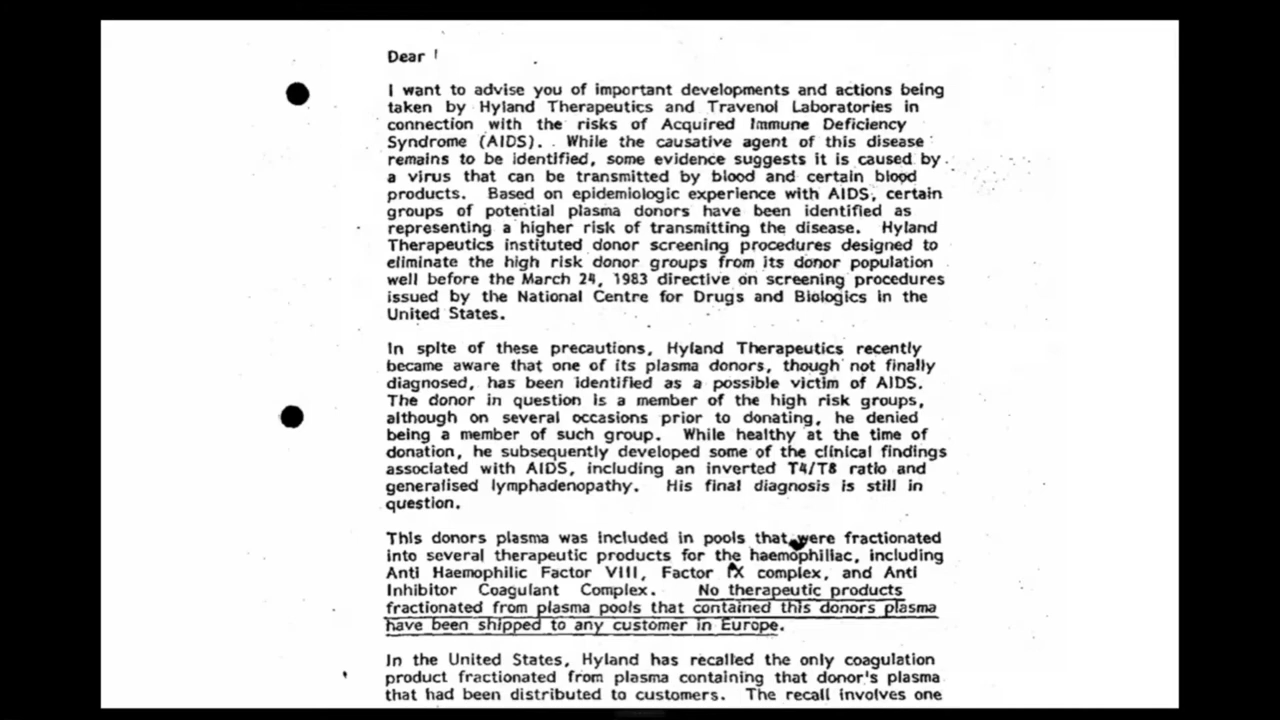 Dear
I want to advise you of important developments and actions being
taken by Hyland Therapeutics and Travenol Laboratories in
connection with the risks of Acquired Immune Deficiency
Syndrome (AIDS). While the causative agent of this disease
remains to be identified, some evidence suggests it is caused by
a virus that can be transmitted by blood and certain blood
products. Based on epidemiologic experience with AIDS, certain
groups of potential plasma donors have been identified as
representing a higher risk of transmitting the disease. Hyland
Therapeutics instituted donor screening procedures designed to
eliminate the high risk donor groups from its donor population
well before the March 24, 1983 directive on screening procedures
issued by the National Centre for Drugs and Biologics in the
United States.
In spite of these precautions, Hyland Therapeutics recently
became aware that one of its plasma donors, though not finally
diagnosed, has been identified as a possible victim of AIDS.
The donor in question is a member of the high risk groups,
although on several occasions prior to donating, he denied
being a member of such group. While healthy at the time of
donation, he subsequently developed some of the clinical findings
associated with AIDS, including an inverted T4/T8 ratio and
generalised lymphadenopathy. His final diagnosis is still in
question.
This donors plasma was included in pools that were fractionated
into several therapeutic products for the haemophiliac, including
Anti Haemophilic Factor VIII, Factor IX complex, and Anti
Inhibitor Coagulant Complex. No therapeutic products
fractionated from plasma pools that contained this donors plasma
have been shipped to any customer in Europe.
In the United States, Hyland has recalled the only coagulation
product fractionated from plasma containing that donor's plasma
that had been distributed to customers. The recall involves one